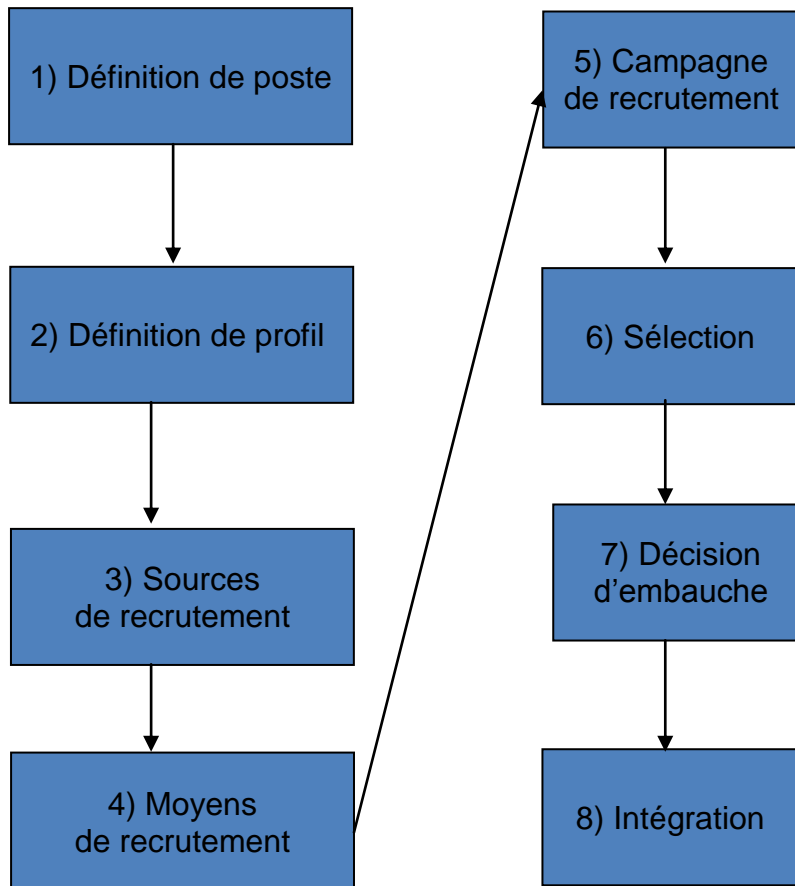 1) Définition de poste
2) Définition de profil
3) Sources
de recrutement
4) Moyens
de recrutement
5) Campagne
de recrutement
6) Sélection
7) Décision
d’embauche
8) Intégration